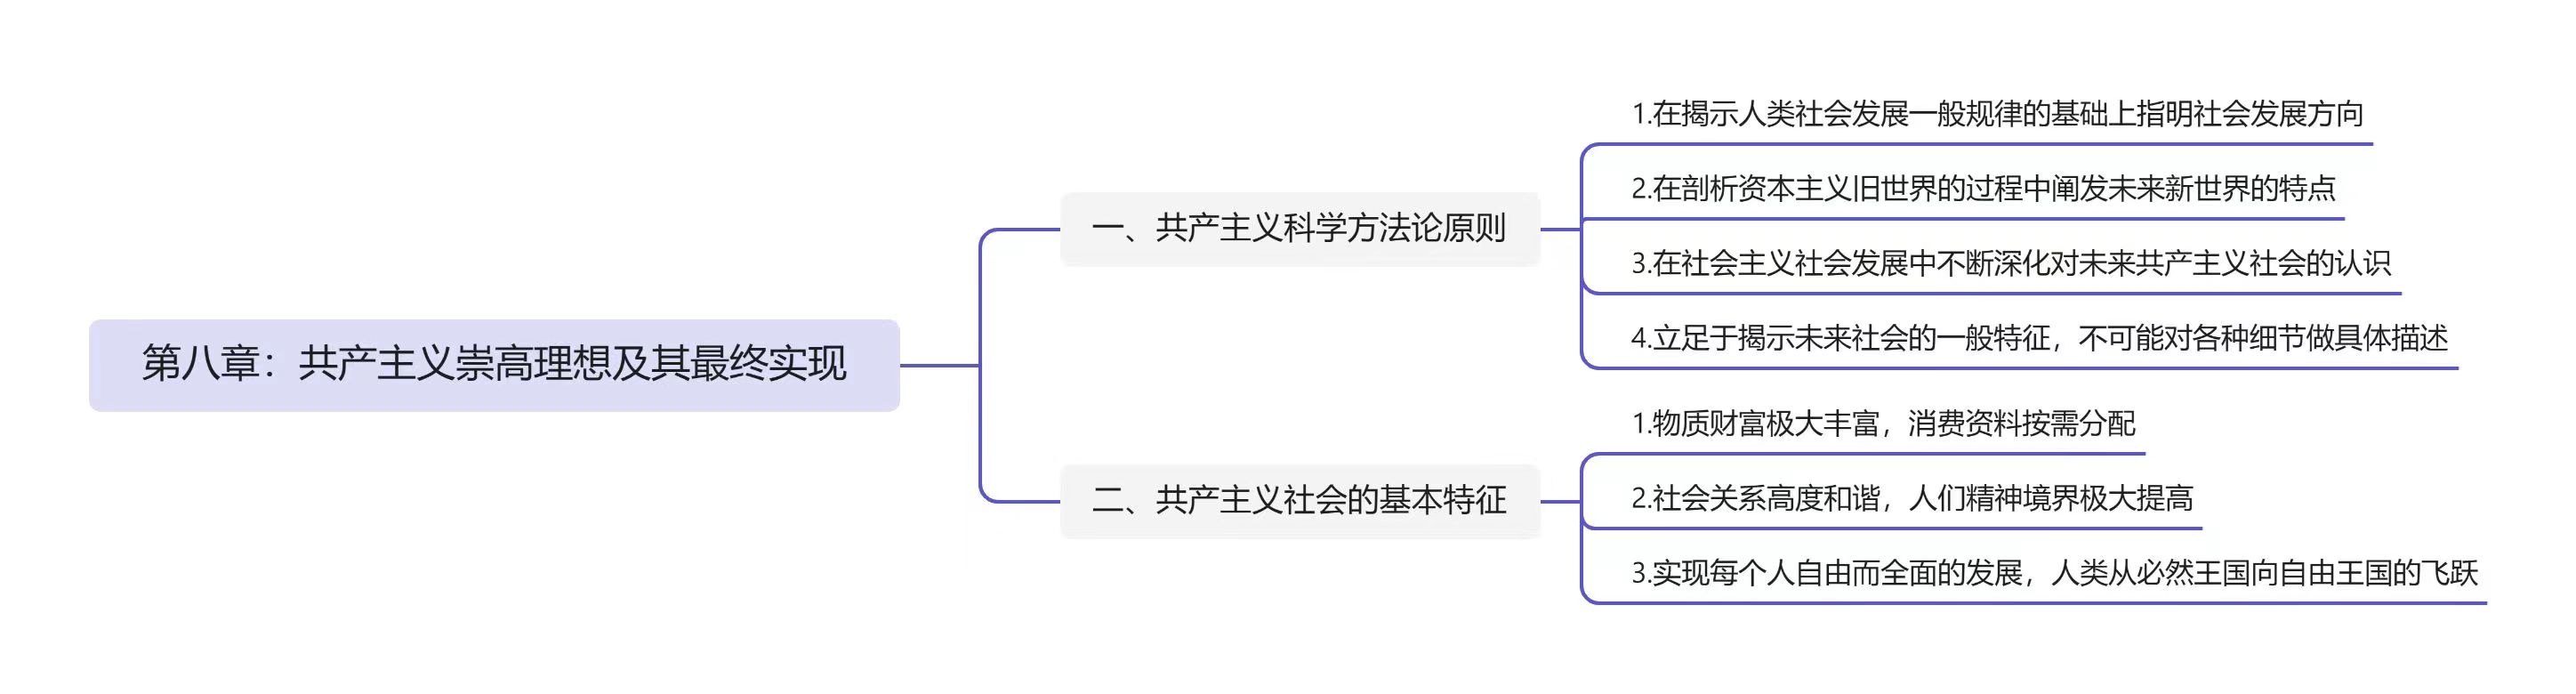 第八章：共产主义崇高理想及其最终实现
一、共产主义科学方法论原则
1.在揭示人类社会发展一般规律的基础上指明社会发展方向
2.在剖析资本主义旧世界的过程中阐发未来新世界的特点
3.在社会主义社会发展中不断深化对未来共产主义社会的认识
4.立足于揭示未来社会的一般特征，不可能对各种细节做具体描述
二、共产主义社会的基本特征
1.物质财富极大丰富，消费资料按需分配
2.社会关系高度和谐，人们精神境界极大提高
3.实现每个人自由而全面的发展，人类从必然王国向自由王国的飞跃